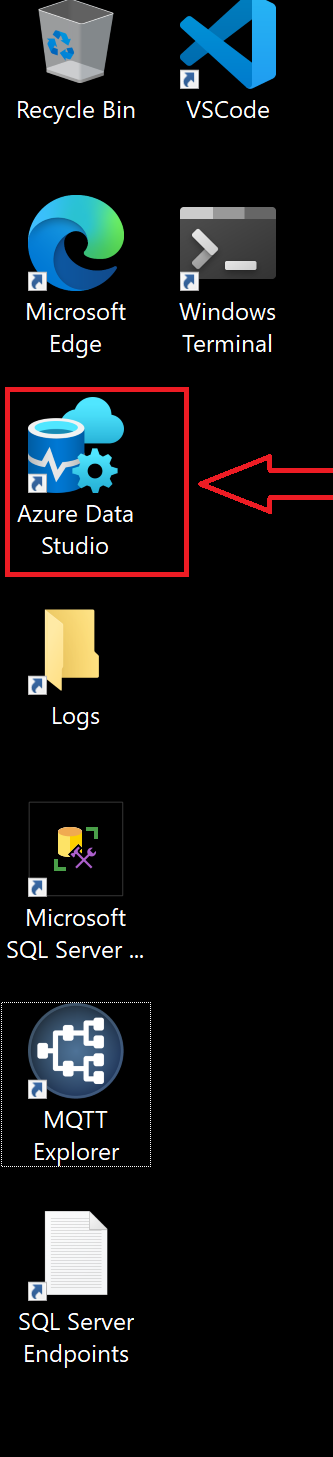 Recycle Bin
VSCode
Microsoft
Edge
Windows
Terminal
Azure Data
Studio
Logs
Microsoft
SQL Server ...
MQTT
Explorer
SQL Server
Endpoints